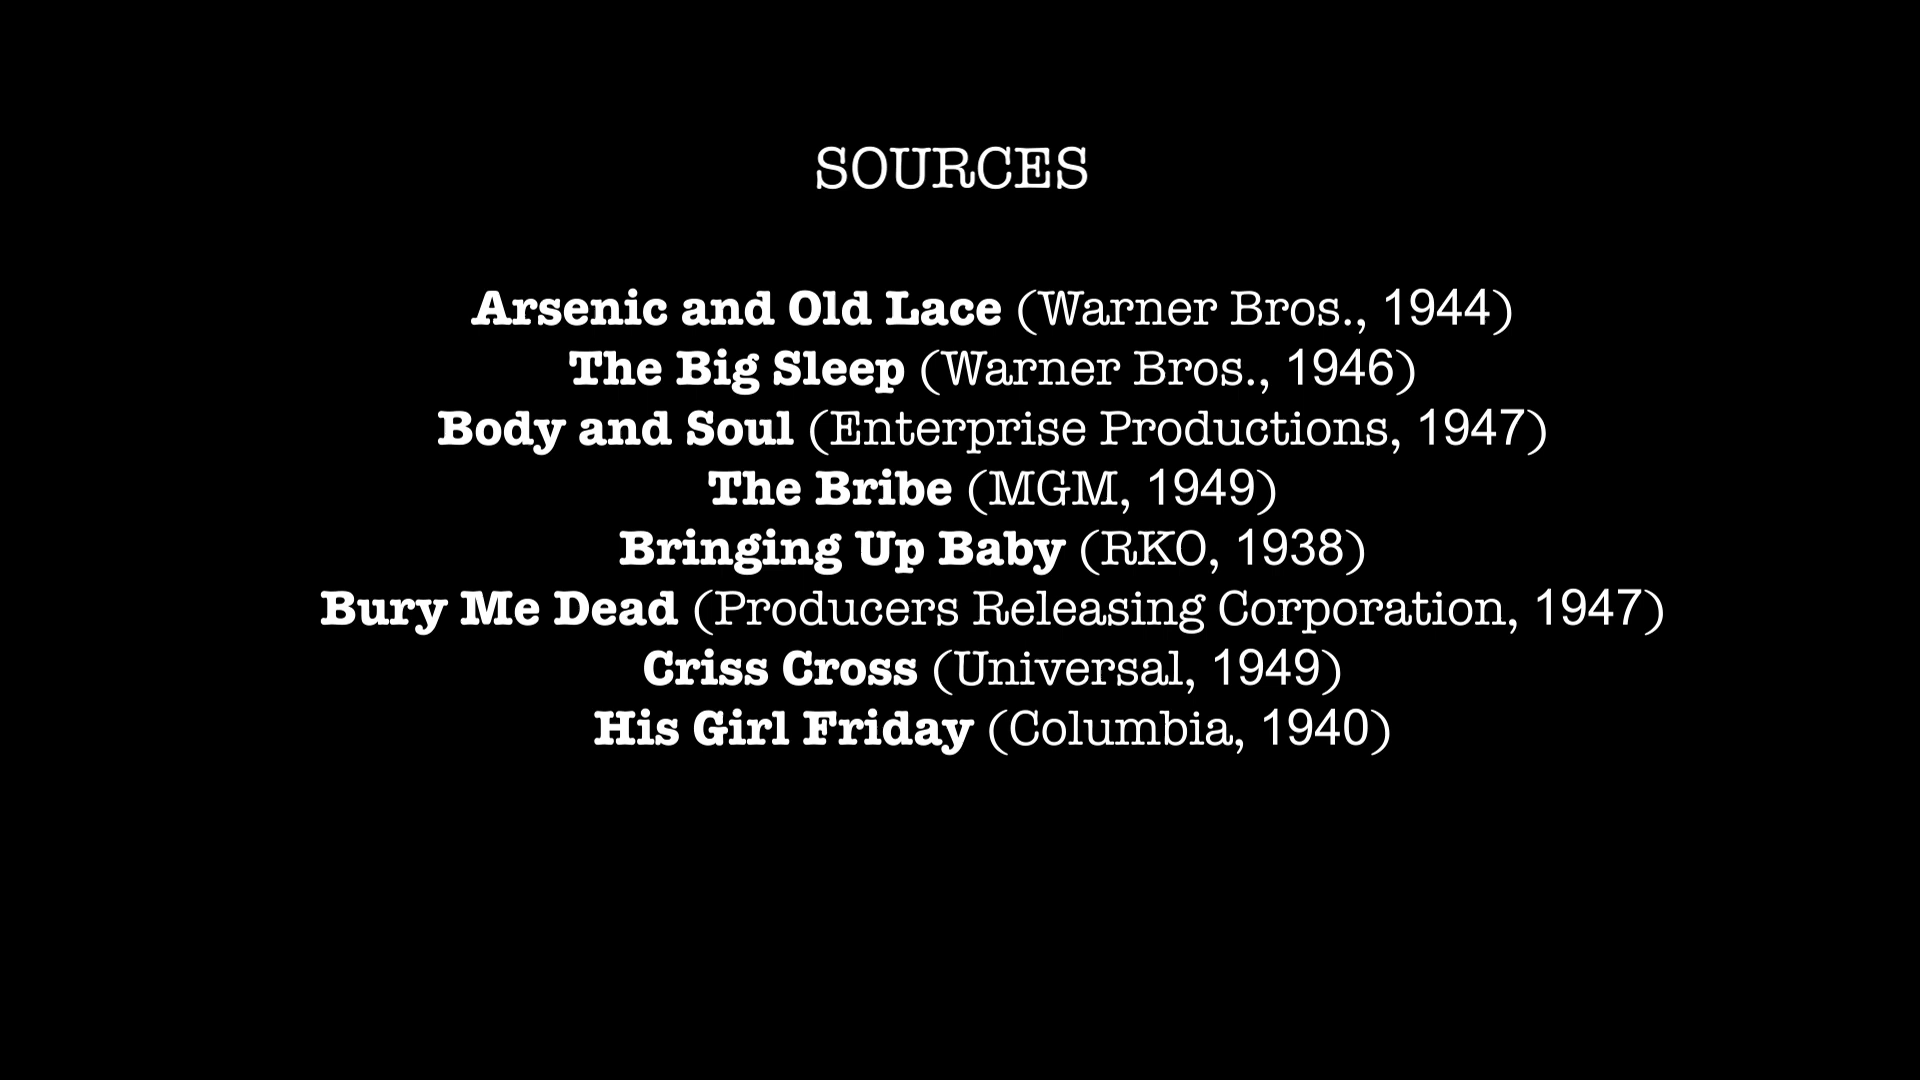 SOURCES
Arsenic and Old Lace (Warner Bros., 1944)
The Big Sleep (Warner Bros., 1946)
Body and Soul (Enterprise Productions, 1947)
The Bribe (MGM, 1949)
Bringing Up Baby (RKO, 1938)
Bury Me Dead (Producers Releasing Corporation, 1947)
Criss Cross (Universal, 1949)
His Girl Friday (Columbia, 1940)